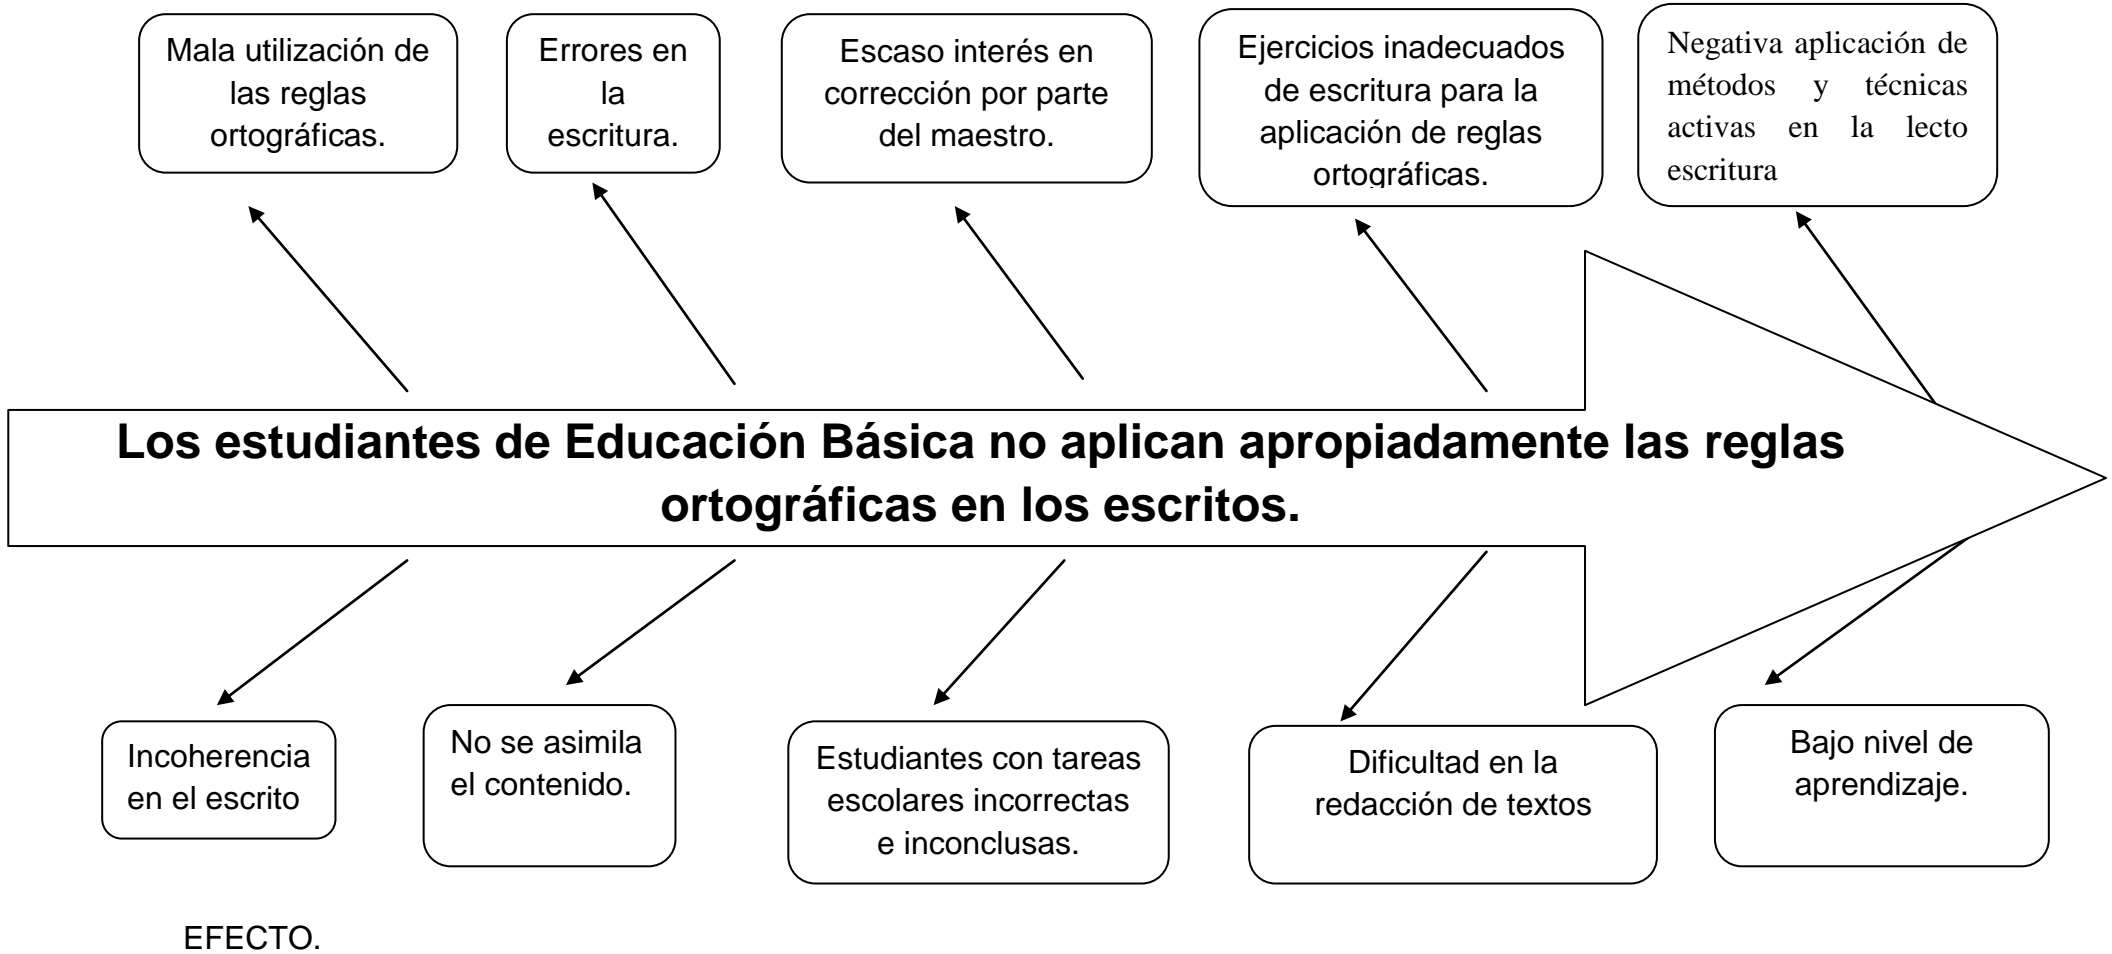 Mala utilización de
las reglas
ortográficas.
Errores en
la
escritura.
Escaso interés en
corrección por parte
del maestro.
Ejercicios inadecuados
de escritura para la
aplicación de reglas
ortográficas.
Negativa aplicación de
métodos y técnicas
activas en la lecto
escritura
Los estudiantes de Educación Básica no aplican apropiadamente las reglas
ortográficas en los escritos.
Incoherencia
en el escrito
No se asimila
el contenido.
Estudiantes con tareas
escolares incorrectas
e inconclusas.
Dificultad en la
redacción de textos
Bajo nivel de
aprendizaje.
EFECTO.